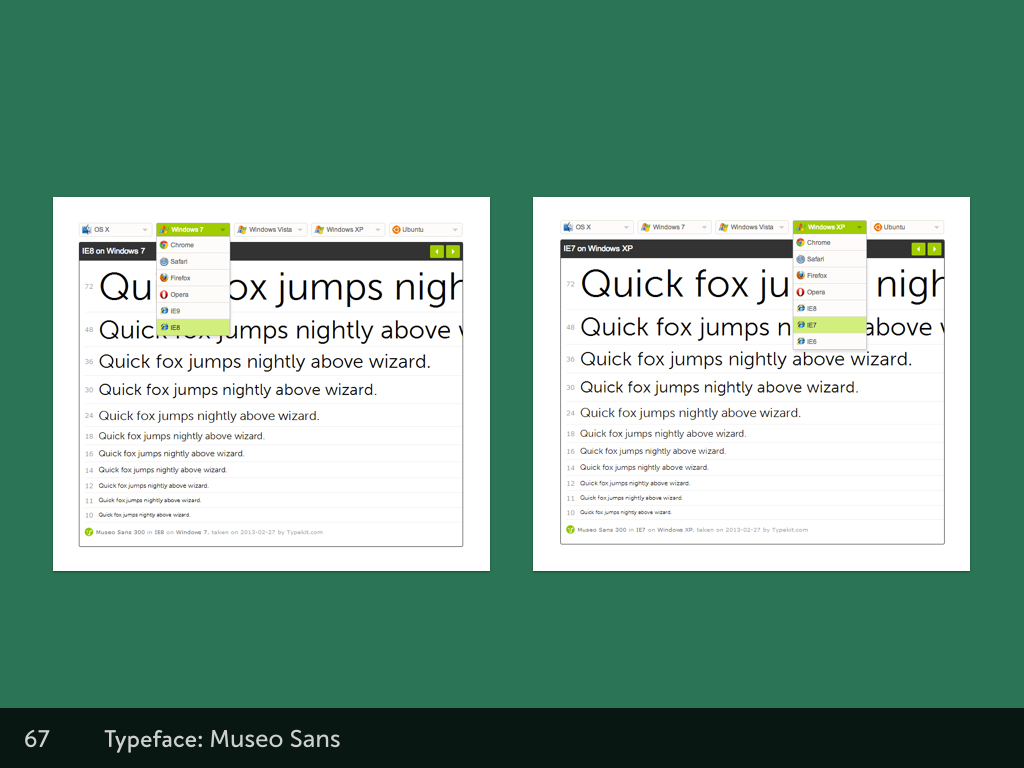 OS X Windows 7 Windows Vista Windows XP Ubuntu
IE8 on Windows 7
Chrome
Safari
Firefox
Opera
IE9
IE8
72 Qu ox jumps nigh
48 Quick fox jumps nightly above w
36 Quick fox jumps nightly above wizard.
30 Quick fox jumps nightly above wizard.
24 Quick fox jumps nightly above wizard.
18 Quick fox jumps nightly above wizard.
16 Quick fox jumps nightly above wizard.
14 Quick fox jumps nightly above wizard.
12 Quick fox jumps nightly above wizard.
11 Quick fox jumps nightly above wizard.
10 Quick fox jumps nightly above wizard.
Museo Sans 300 in IE8 on Windows 7, taken on 2013-02-27 by Typekit.com
OS X Windows 7 Windows Vista Windows XP Ubuntu
IE7 on Windows XP
Chrome
Safari
Firefox
Opera
IE8
IE7
IE6
72 Quick fox ju nigh
48 Quick fox jumps n above w
36 Quick fox jumps nightly above wizard.
30 Quick fox jumps nightly above wizard.
24 Quick fox jumps nightly above wizard.
18 Quick fox jumps nightly above wizard.
16 Quick fox jumps nightly above wizard.
14 Quick fox jumps nightly above wizard.
12 Quick fox jumps nightly above wizard.
11 Quick fox jumps nightly above wizard.
10 Quick fox jumps nightly above wizard.
Museo Sans 300 in IE7 on Windows XP, taken on 2013-02-27 by Typekit.com
67 Typeface: Museo Sans